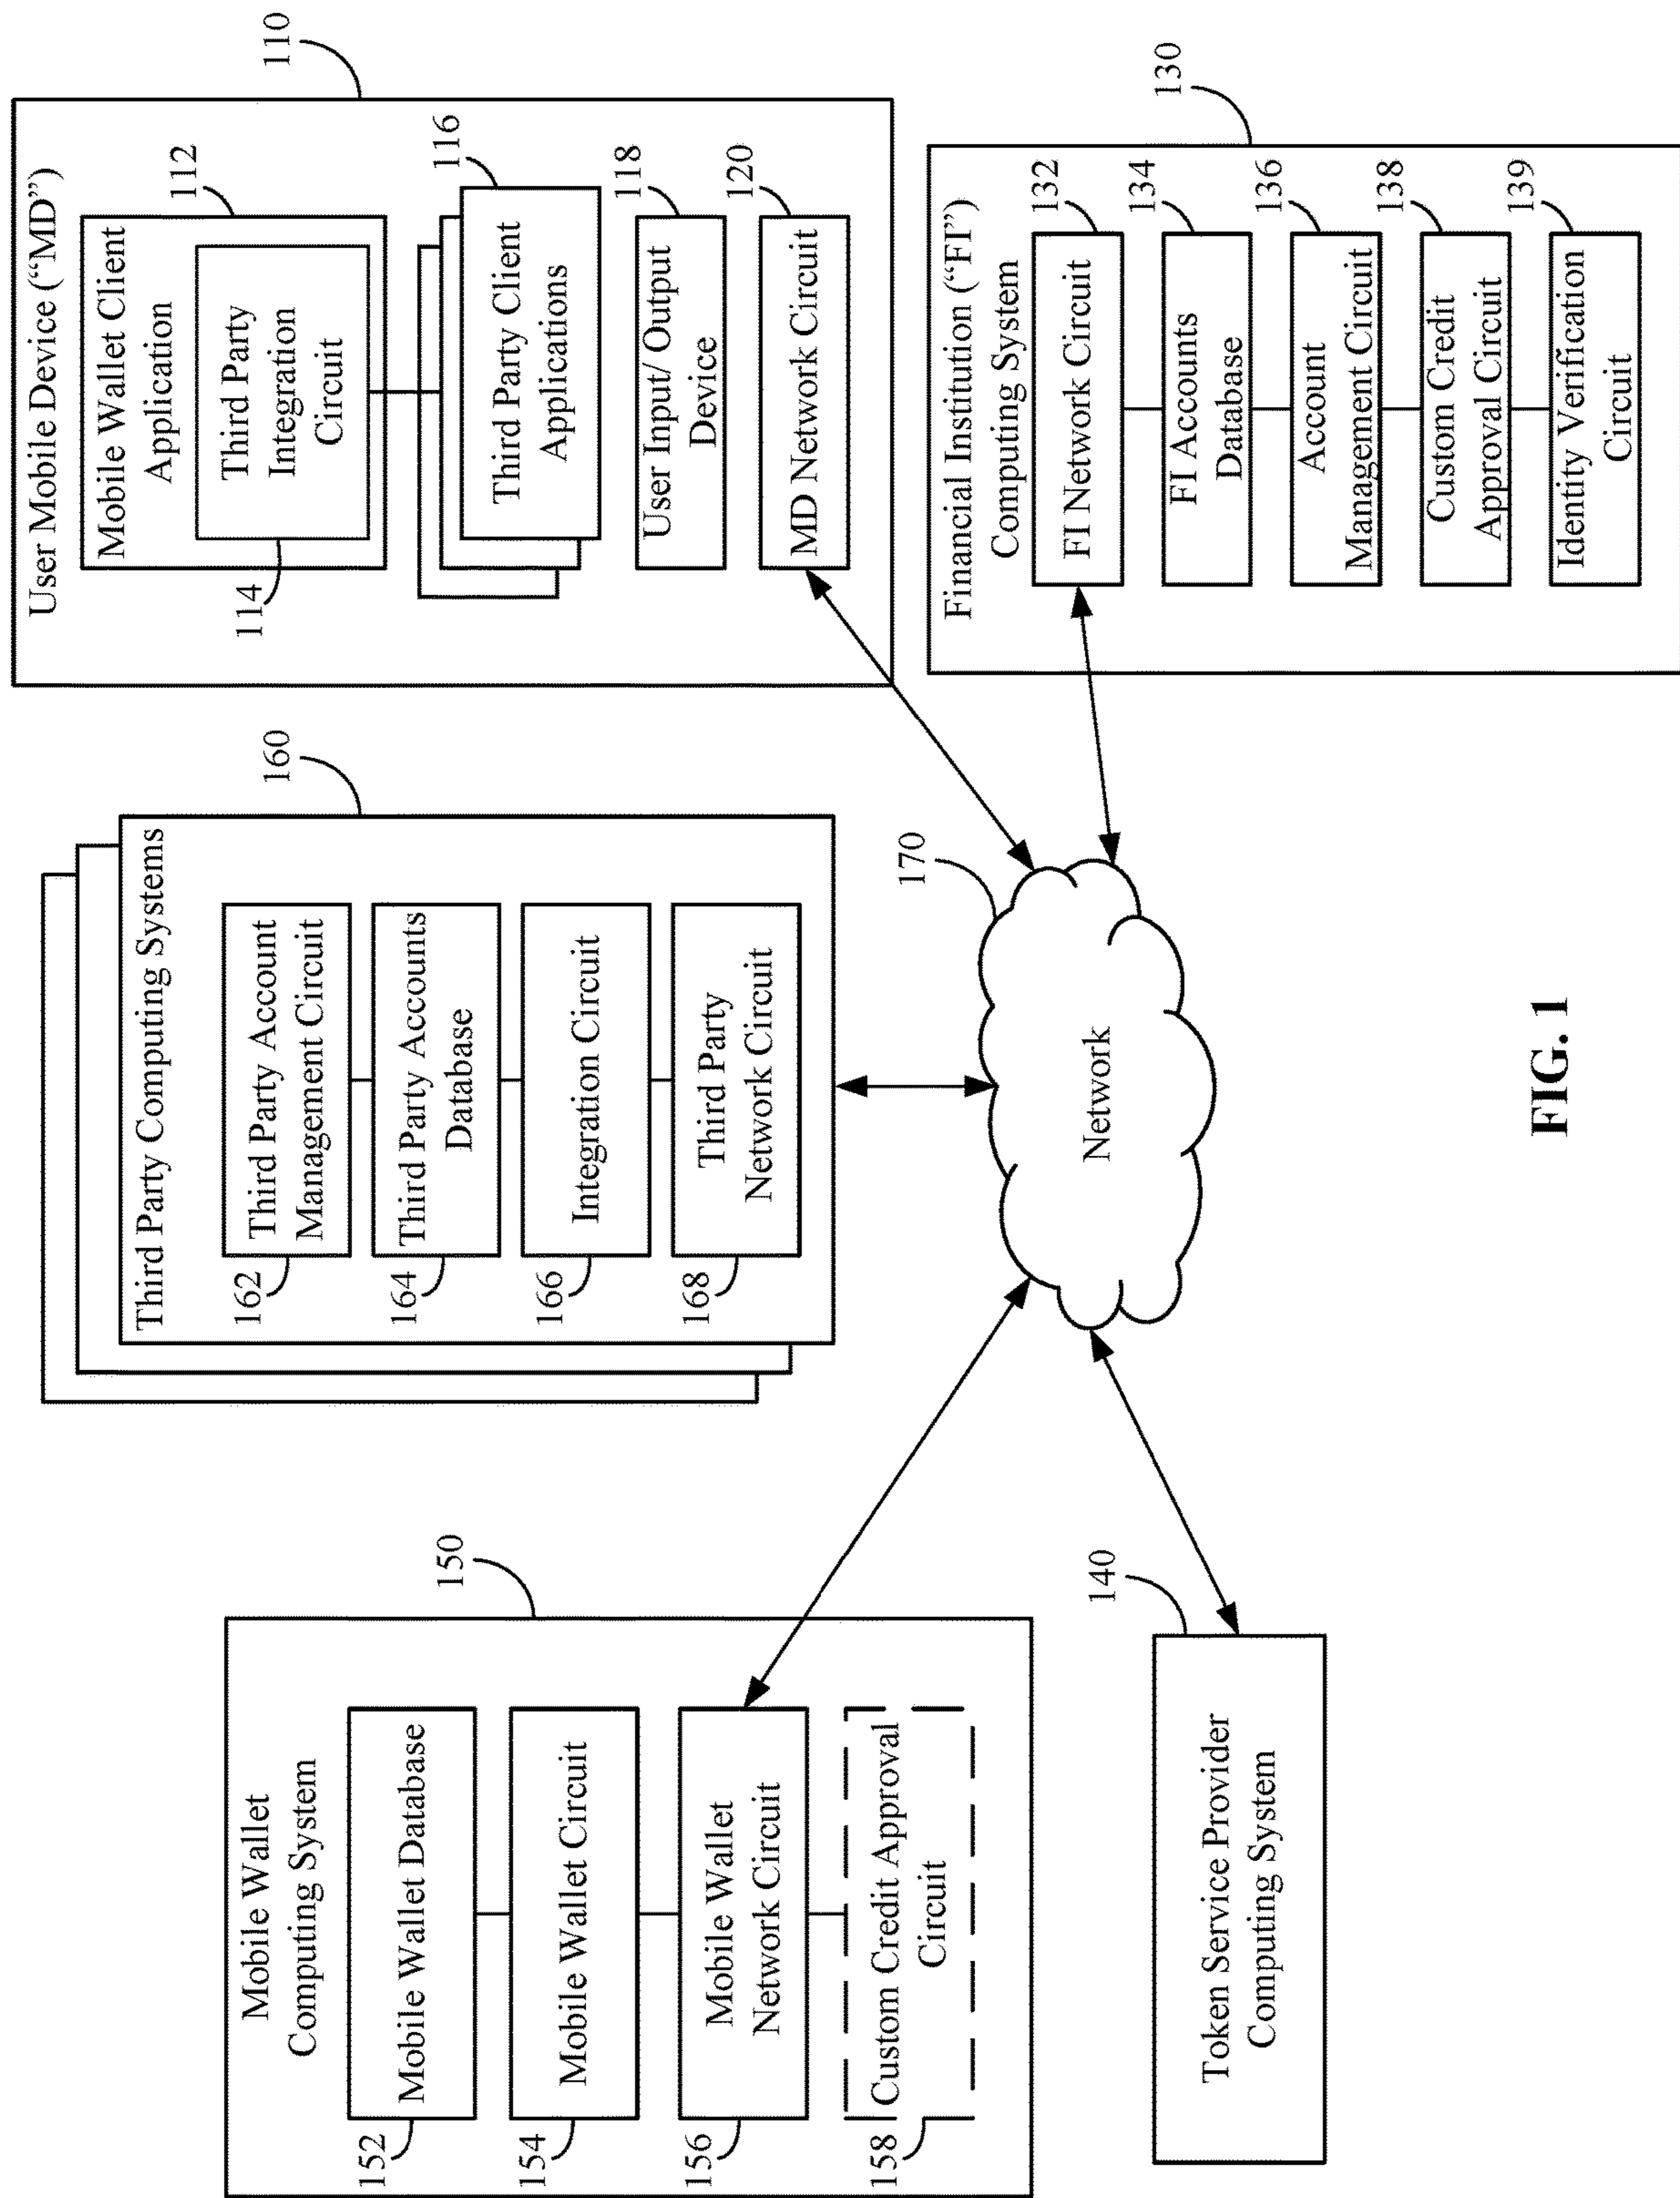 Mobile Wallet
Computing System
150
Mobile Wallet Database
152
Mobile Wallet Circuit
154
Mobile Wallet
Network Circuit
156
Custom Credit Approval
Circuit
158
Token Service Provider
Computing System
140
Third Party Computing Systems
160
Third Party Account
Management Circuit
162
Third Party Accounts
Database
164
Integration Circuit
166
Third Party
Network Circuit
168
Network
170
User Mobile Device (“MD”)
110
Mobile Wallet Client
Application
112
Third Party
Integration
Circuit
114
Third Party Client
Applications
116
User Input/ Output
Device
118
MD Network Circuit
120
Financial Institution (“FI”)
Computing System
130
FI Network Circuit
132
FI Accounts
Database
134
Account
Management Circuit
136
Custom Credit
Approval Circuit
138
Identity Verification
Circuit
139
FIG. 1